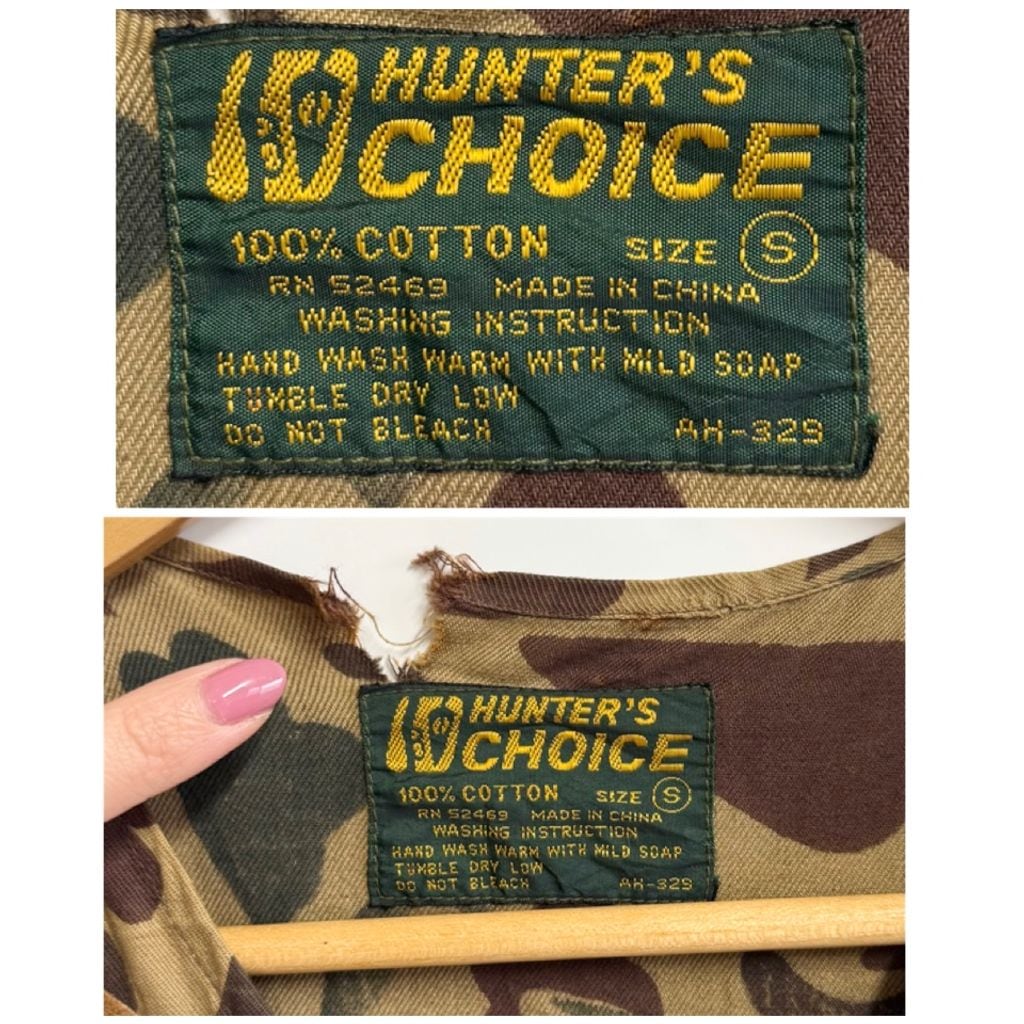 HUNTER'S
CHOICE
100% COTTON SIZE S
RN 52469 MADE IN CHINA
WASHING INSTRUCTION
HAND WASH WARM WITH MILD SOAP
TUMBLE DRY LOW
DO NOT BLEACH AH-329
HUNTER'S
CHOICE
100% COTTON SIZE S
RN 52469 MADE IN CHINA
WASHING INSTRUCTION
HAND WASH WARM WITH MILD SOAP
TUMBLE DRY LOW
DO NOT BLEACH AH-329